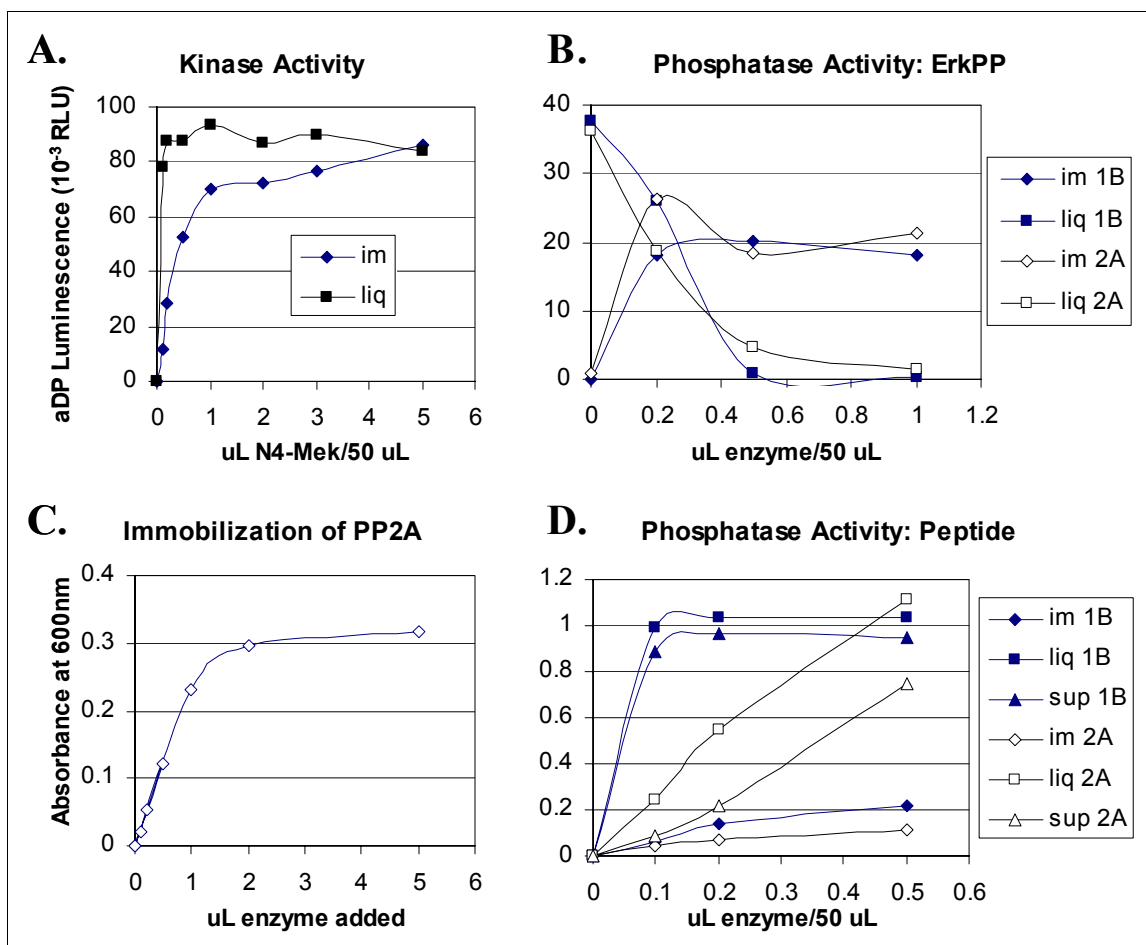 A.
Kinase Activity
aDP Luminescence (10-3 RLU)
100
80
60
40
20
0
0 1 2 3 4 5 6
uL N4-Mek/50 uL
im
liq
B.
Phosphatase Activity: ErkPP
40
30
20
10
0
0 0.2 0.4 0.6 0.8 1 1.2
uL enzyme/50 uL
im 1B
liq 1B
im 2A
liq 2A
C.
Immobilization of PP2A
Absorbance at 600nm
0.4
0.3
0.2
0.1
0
0 1 2 3 4 5 6
uL enzyme added
D.
Phosphatase Activity: Peptide
1.2
1
0.8
0.6
0.4
0.2
0
0 0.1 0.2 0.3 0.4 0.5 0.6
uL enzyme/50 uL
im 1B
liq 1B
sup 1B
im 2A
liq 2A
sup 2A